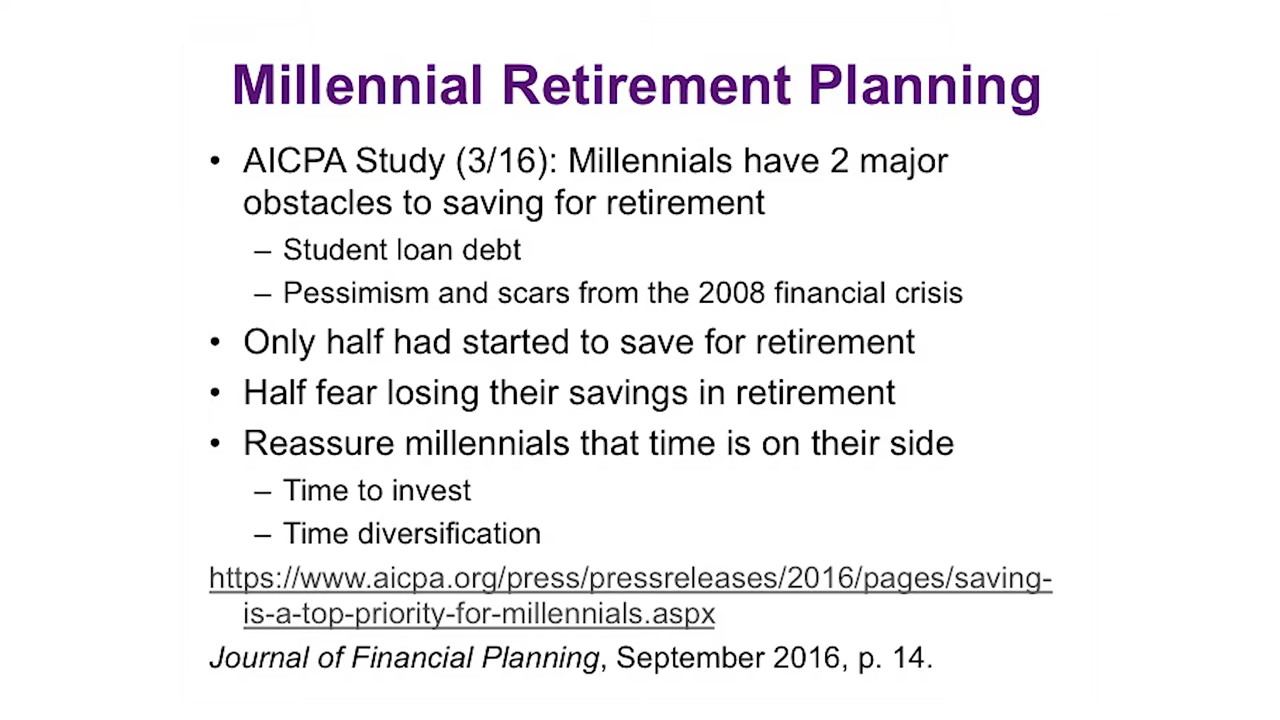 Millennial Retirement Planning
• AICPA Study (3/16): Millennials have 2 major
obstacles to saving for retirement
– Student loan debt
– Pessimism and scars from the 2008 financial crisis
• Only half had started to save for retirement
• Half fear losing their savings in retirement
• Reassure millennials that time is on their side
– Time to invest
– Time diversification
https://www.aicpa.org/press/pressreleases/2016/pages/saving-
is-a-top-priority-for-millennials.aspx
Journal of Financial Planning, September 2016, p. 14.